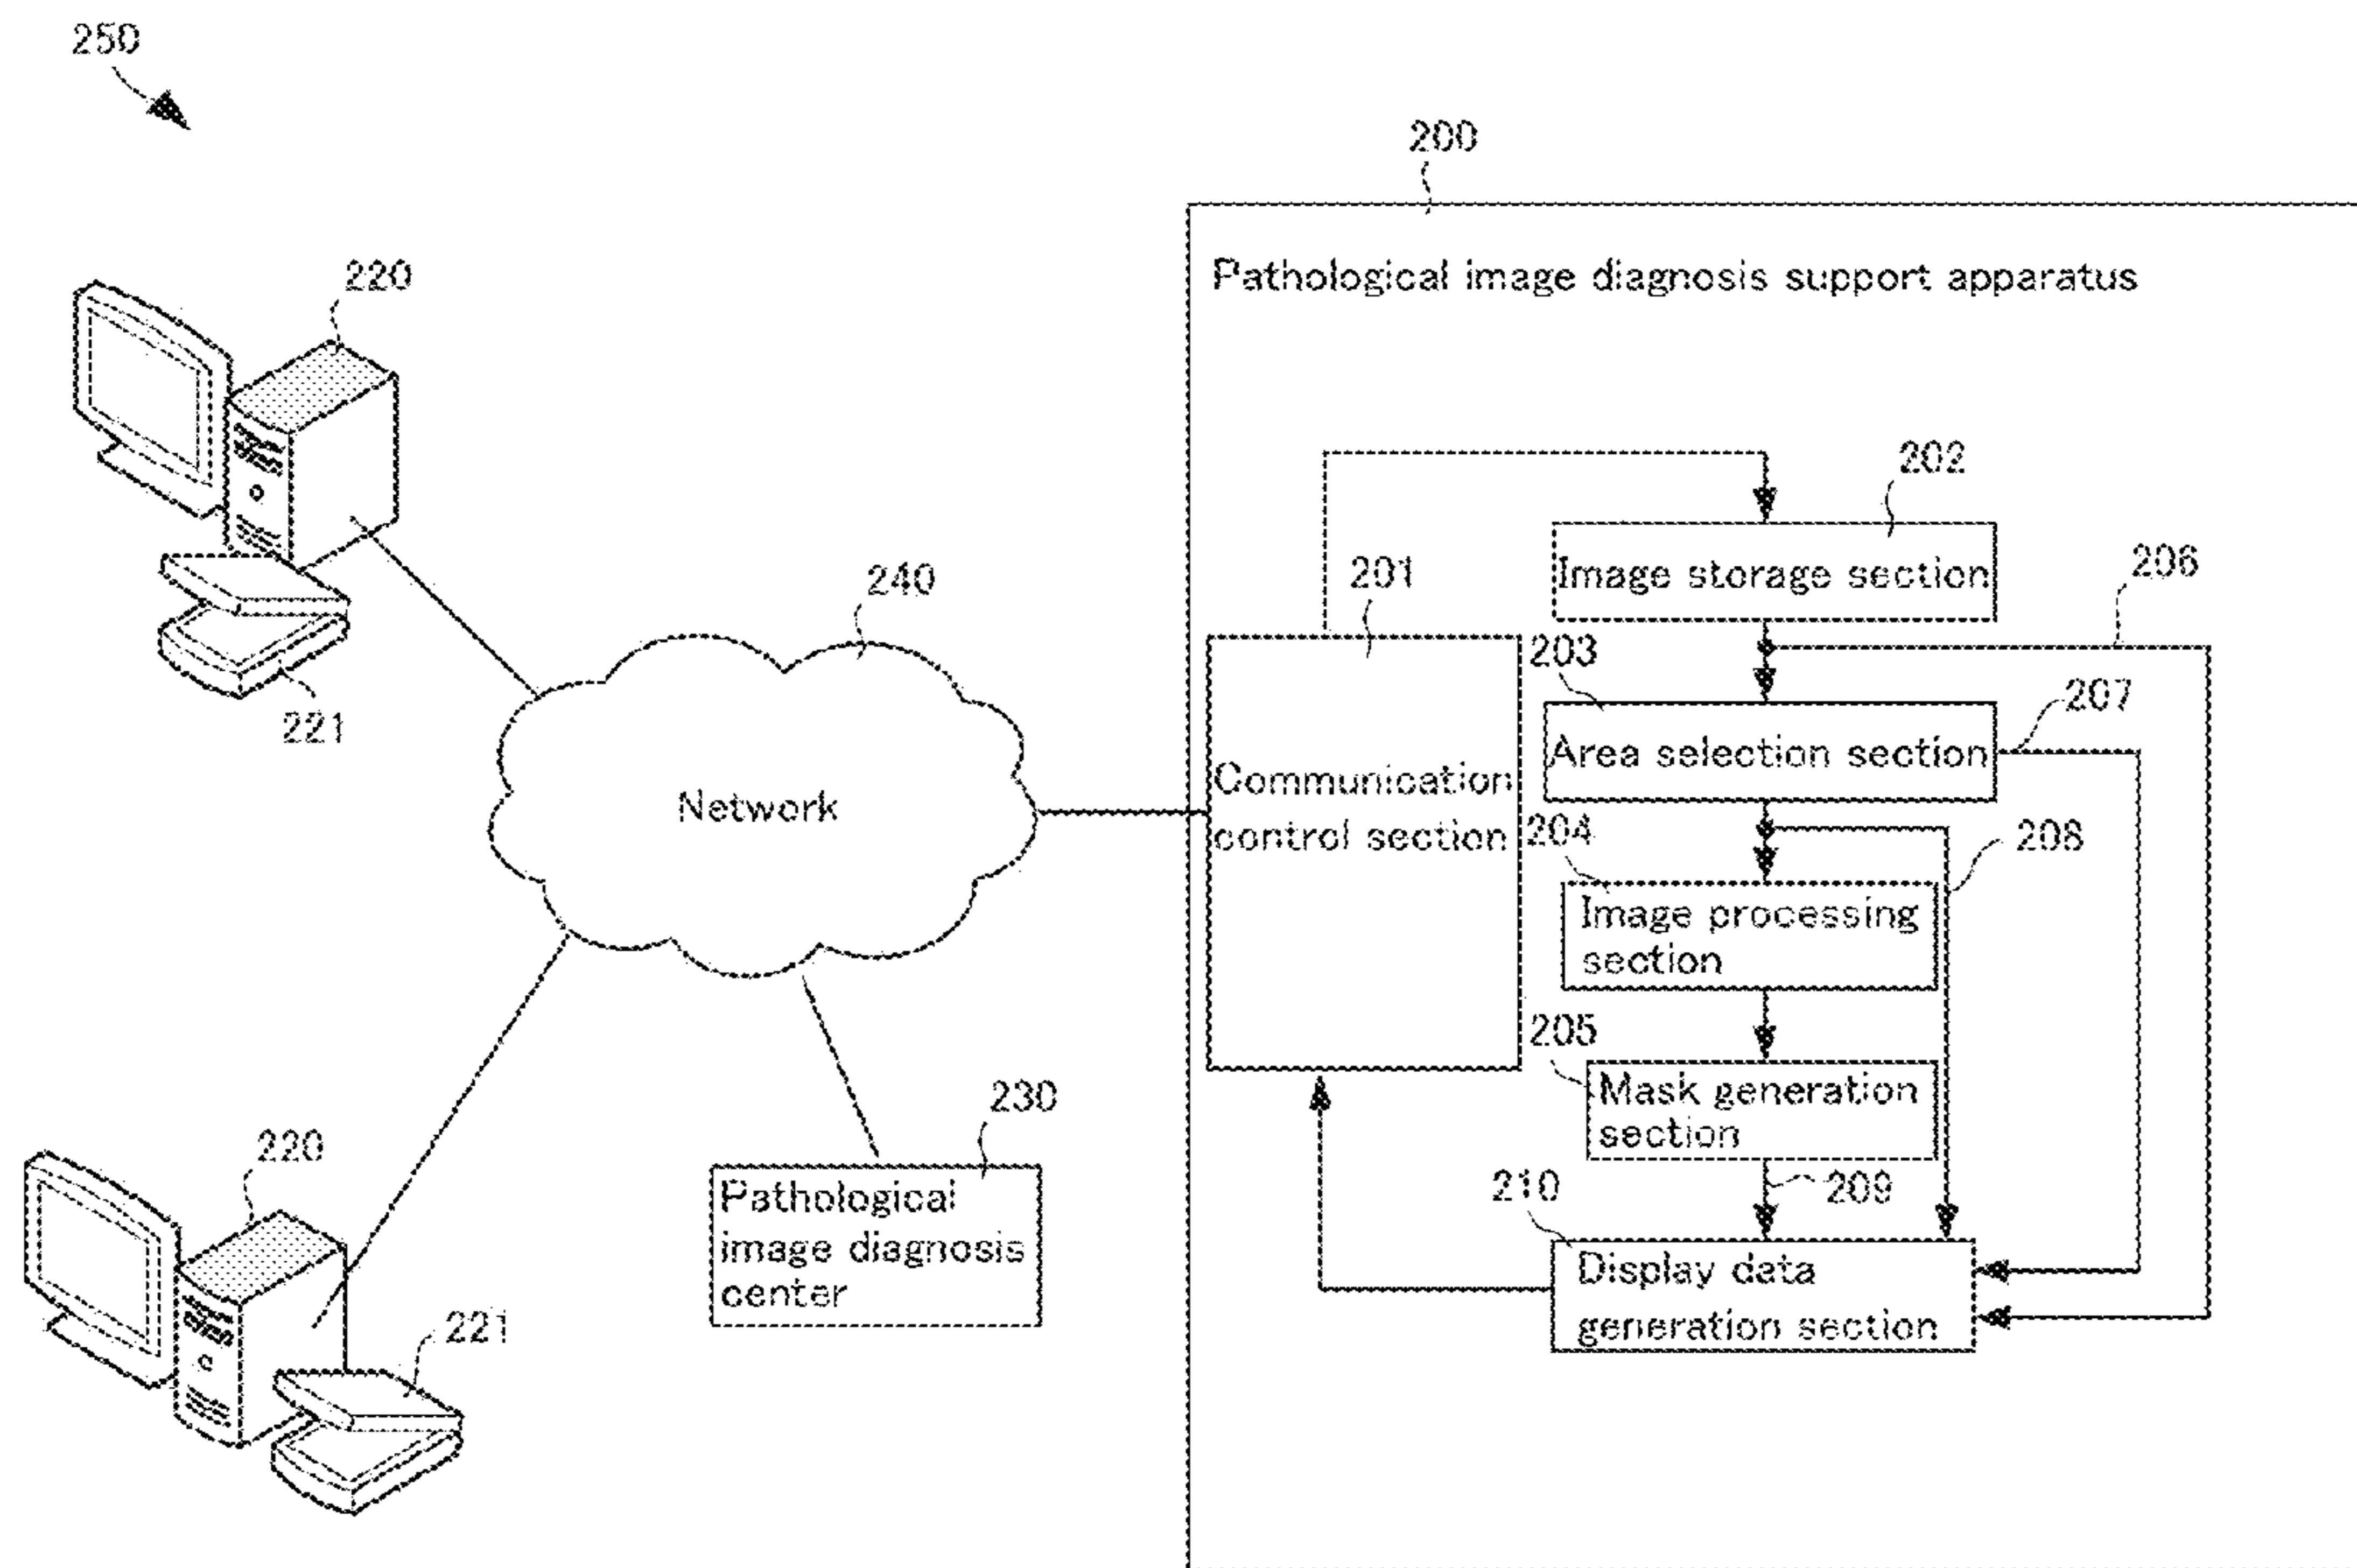 250
200
Pathological image diagnosis support apparatus
220
202
Image storage section
206
201
240
203
207
221
Area selection section
Communication
control section
Network
204
208
Image processing
section
205
Mask generation
section
230
220
209
210
Pathological
image diagnosis
center
Display data
generation section
221